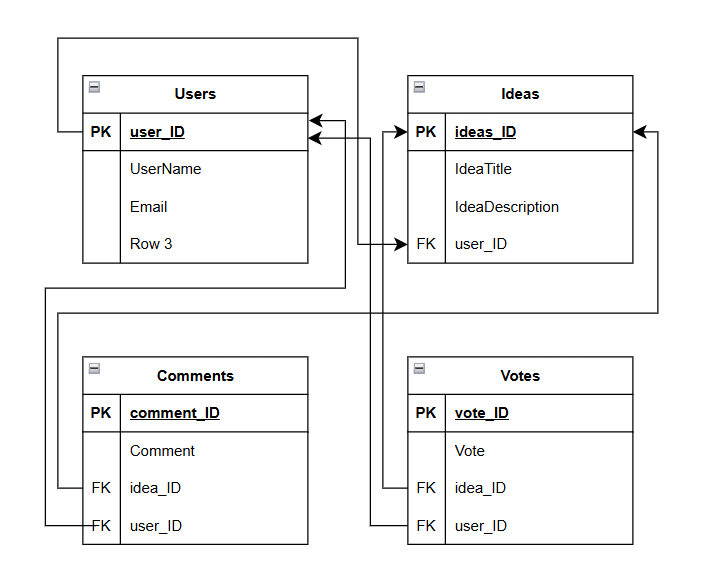 Users
PK user_ID
UserName
Email
Row 3
Ideas
PK ideas_ID
IdeaTitle
IdeaDescription
FK user_ID
Comments
PK comment_ID
Comment
FK idea_ID
FK user_ID
Votes
PK vote_ID
Vote
FK idea_ID
FK user_ID